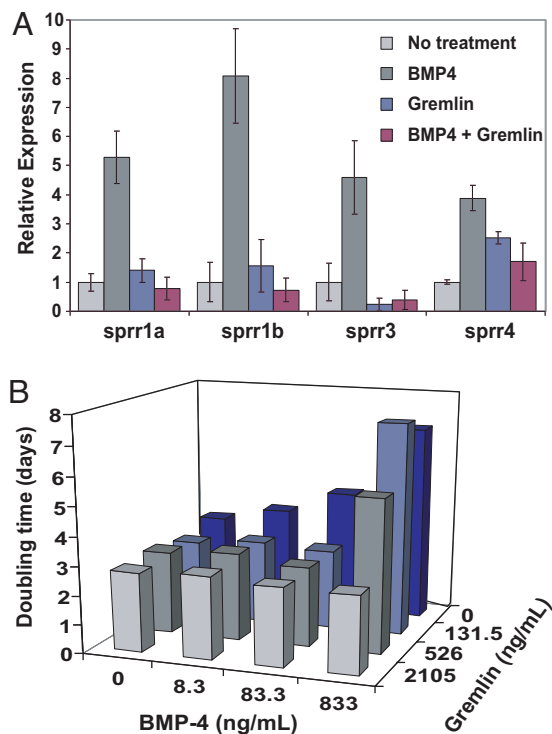 A
Relative Expression
10
9
8
7
6
5
4
3
2
1
0
No treatment
BMP4
Gremlin
BMP4 + Gremlin
sprr1a sprr1b sprr3 sprr4
B
Doubling time (days)
8
7
6
5
4
3
2
1
0
0 8.3 83.3 833
BMP-4 (ng/mL)
0
131.5
526
2105
Gremlin (ng/mL)